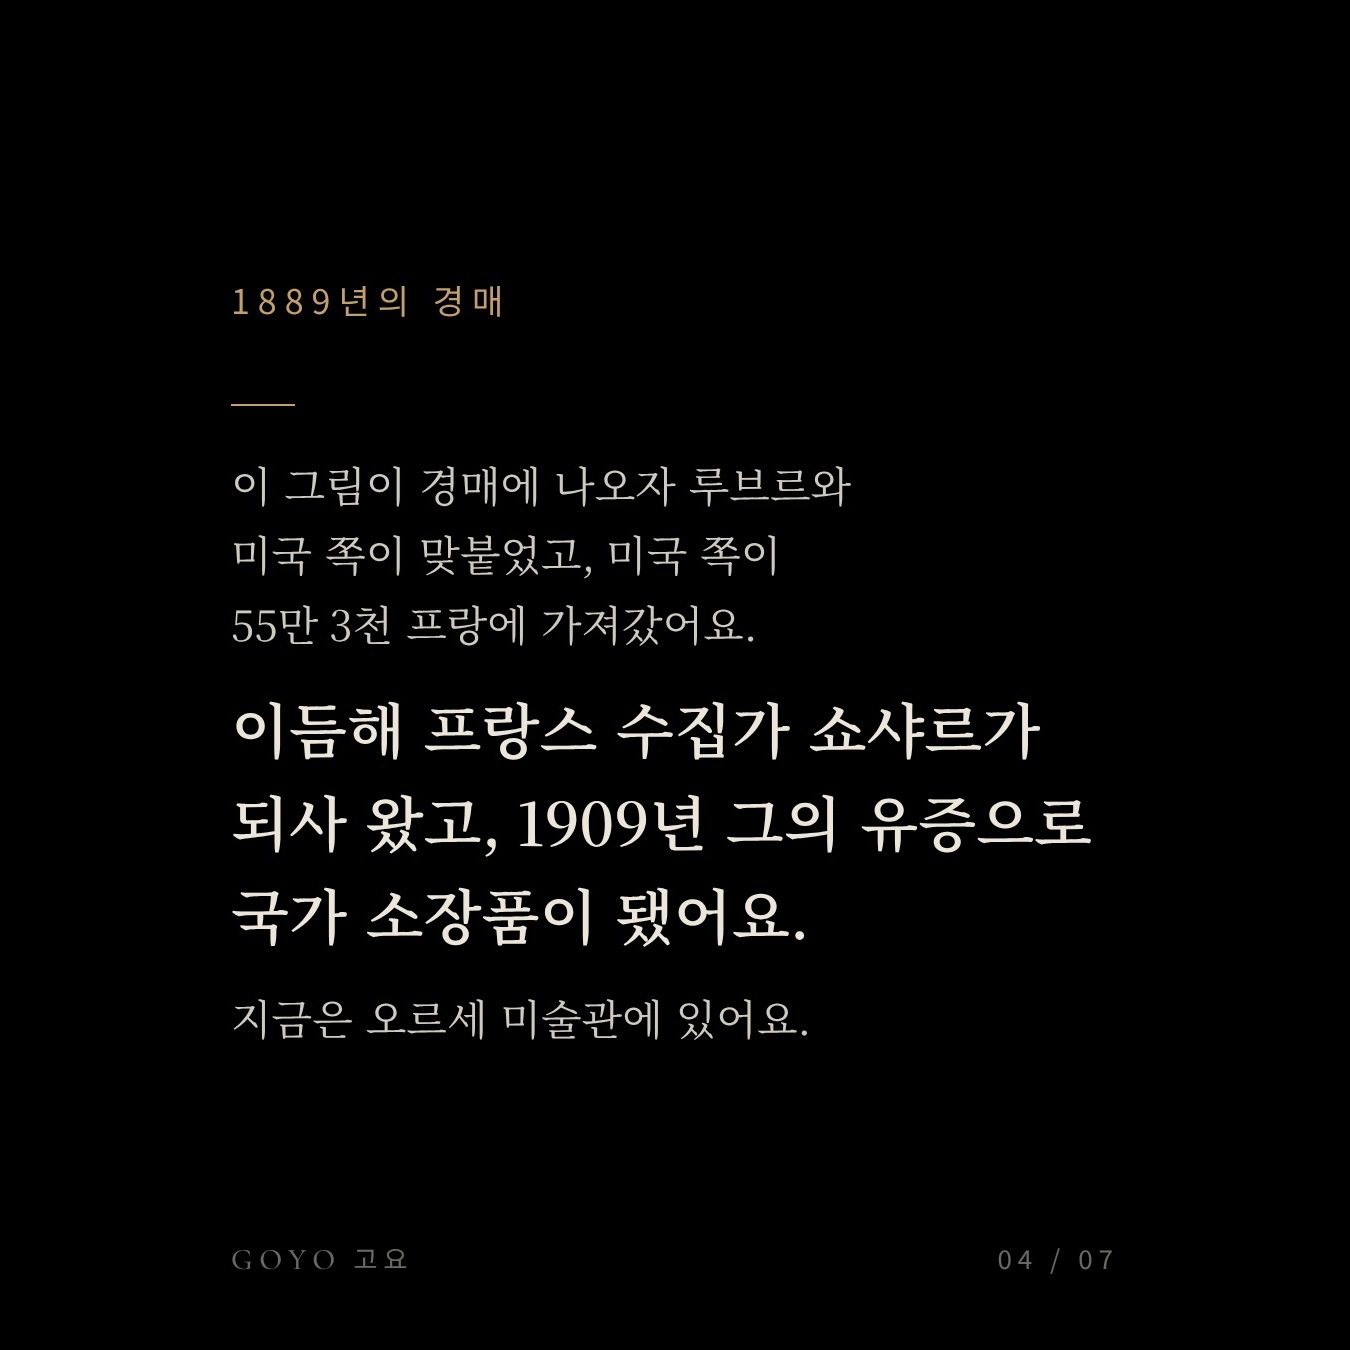 1889년의 경매
이 그림이 경매에 나오자 루브르와
미국 쪽이 맞붙었고, 미국 쪽이
55만 3천 프랑에 가져갔어요.
이듬해 프랑스 수집가 쇼샤르가
되사 왔고, 1909년 그의 유증으로
국가 소장품이 됐어요.
지금은 오르세 미술관에 있어요.
GOYO 고요
04 / 07